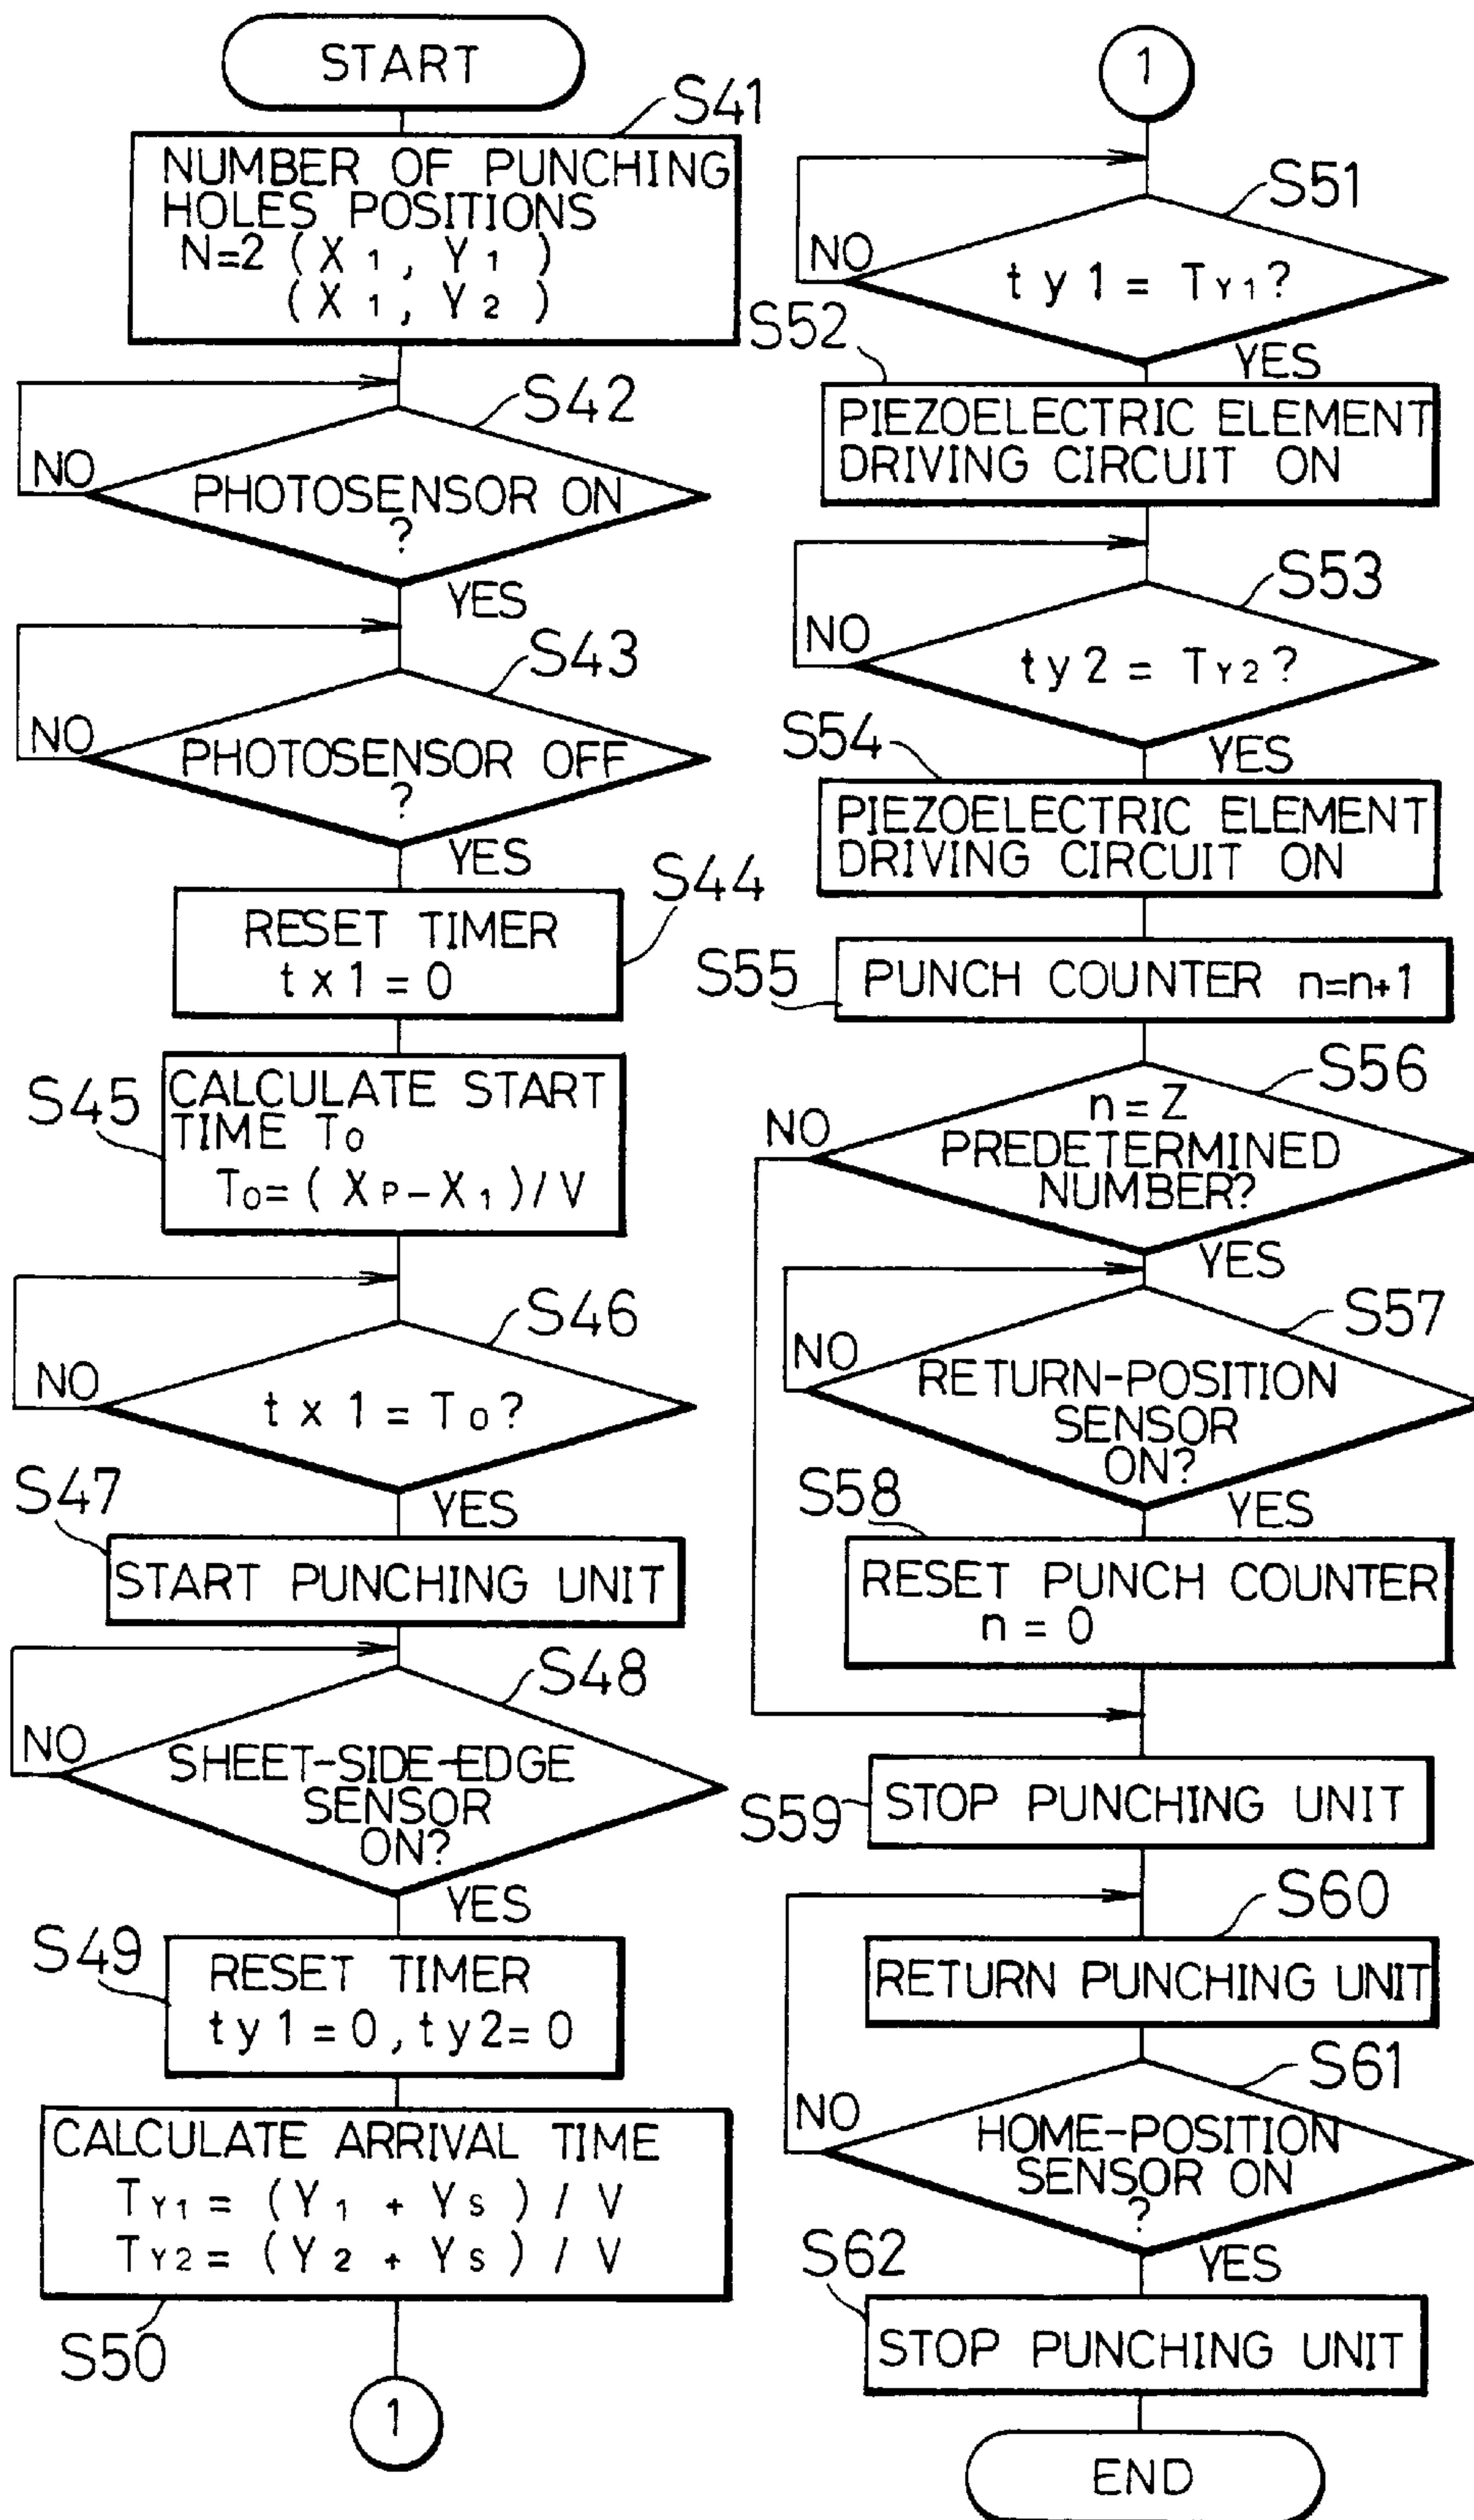 START
S41
NUMBER OF PUNCHING
HOLES POSITIONS
N=2 (X1, Y1)
(X1, Y2)
S42
NO
PHOTOSENSOR ON
?
YES
S43
NO
PHOTOSENSOR OFF
?
YES
S44
RESET TIMER
tx1=0
S45
CALCULATE START
TIME T0
T0=(XP-X1)/V
S46
NO
tx1=T0?
YES
S47
START PUNCHING UNIT
S48
NO
SHEET-SIDE-EDGE
SENSOR
ON?
YES
S49
RESET TIMER
ty1=0,ty2=0
CALCULATE ARRIVAL TIME
TY1=(Y1+YS)/V
TY2=(Y2+YS)/V
S50
1
1
S51
NO
ty1=TY1?
YES
S52
PIEZOELECTRIC ELEMENT
DRIVING CIRCUIT ON
S53
NO
ty2=TY2?
YES
S54
PIEZOELECTRIC ELEMENT
DRIVING CIRCUIT ON
S55
PUNCH COUNTER n=n+1
S56
NO
n=Z
PREDETERMINED
NUMBER?
YES
S57
NO
RETURN-POSITION
SENSOR
ON?
YES
S58
RESET PUNCH COUNTER
n=0
S59
STOP PUNCHING UNIT
S60
RETURN PUNCHING UNIT
S61
NO
HOME-POSITION
SENSOR ON
?
YES
S62
STOP PUNCHING UNIT
END